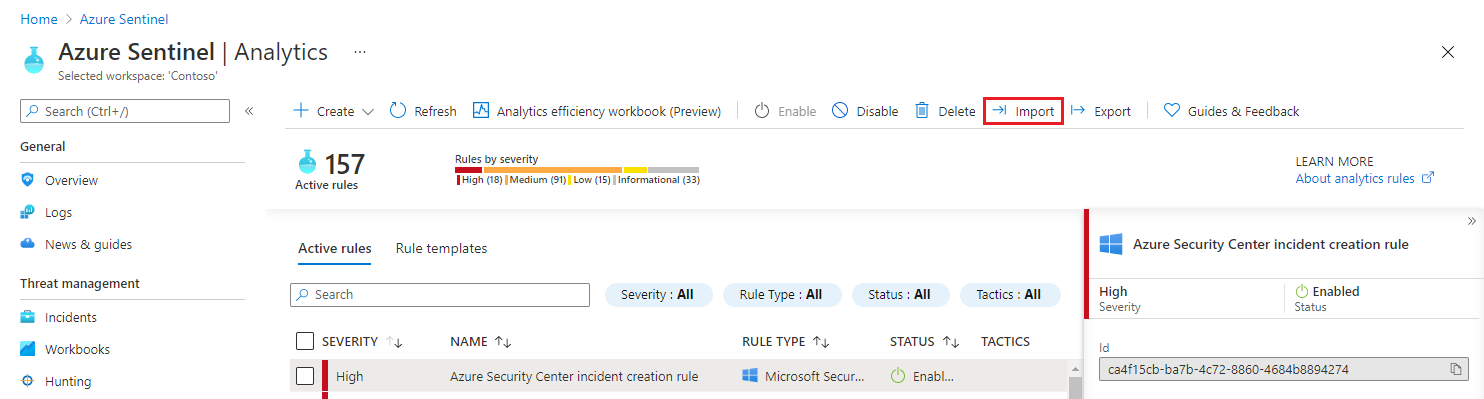 Home > Azure Sentinel
Azure Sentinel | Analytics ...
Selected workspace: 'Contoso'
Search (Ctrl+/) «
General
Overview
Logs
News & guides
Threat management
Incidents
Workbooks
Hunting
+ Create Refresh Analytics efficiency workbook (Preview) Enable Disable Delete Import Export Guides & Feedback
157
Active rules
Rules by severity
High (18) Medium (91) Low (15) Informational (33)
LEARN MORE
About analytics rules
Active rules Rule templates
Search Severity : All Rule Type : All Status : All Tactics : All
SEVERITY ↑↓ NAME ↑↓ RULE TYPE ↑↓ STATUS ↑↓ TACTICS
High Azure Security Center incident creation rule Microsoft Secur... Enabl...
»
Azure Security Center incident creation rule
High Enabled
Severity Status
Id
ca4f15cb-ba7b-4c72-8860-4684b8894274